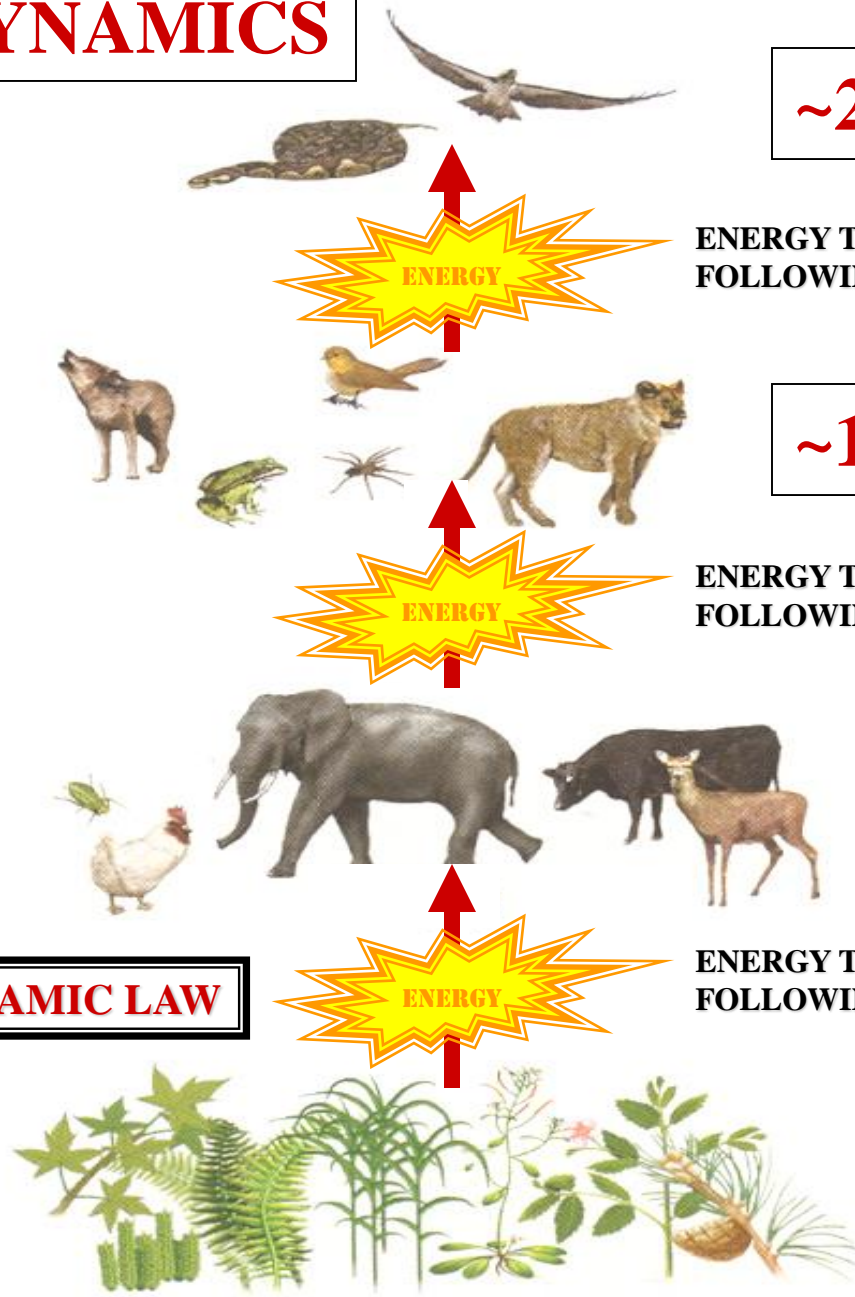 YNAMICS
~2
ENERGY
ENERGY T
FOLLOWI
~1
ENERGY
ENERGY T
FOLLOWI
ENERGY
ENERGY T
FOLLOWI
AMIC LAW